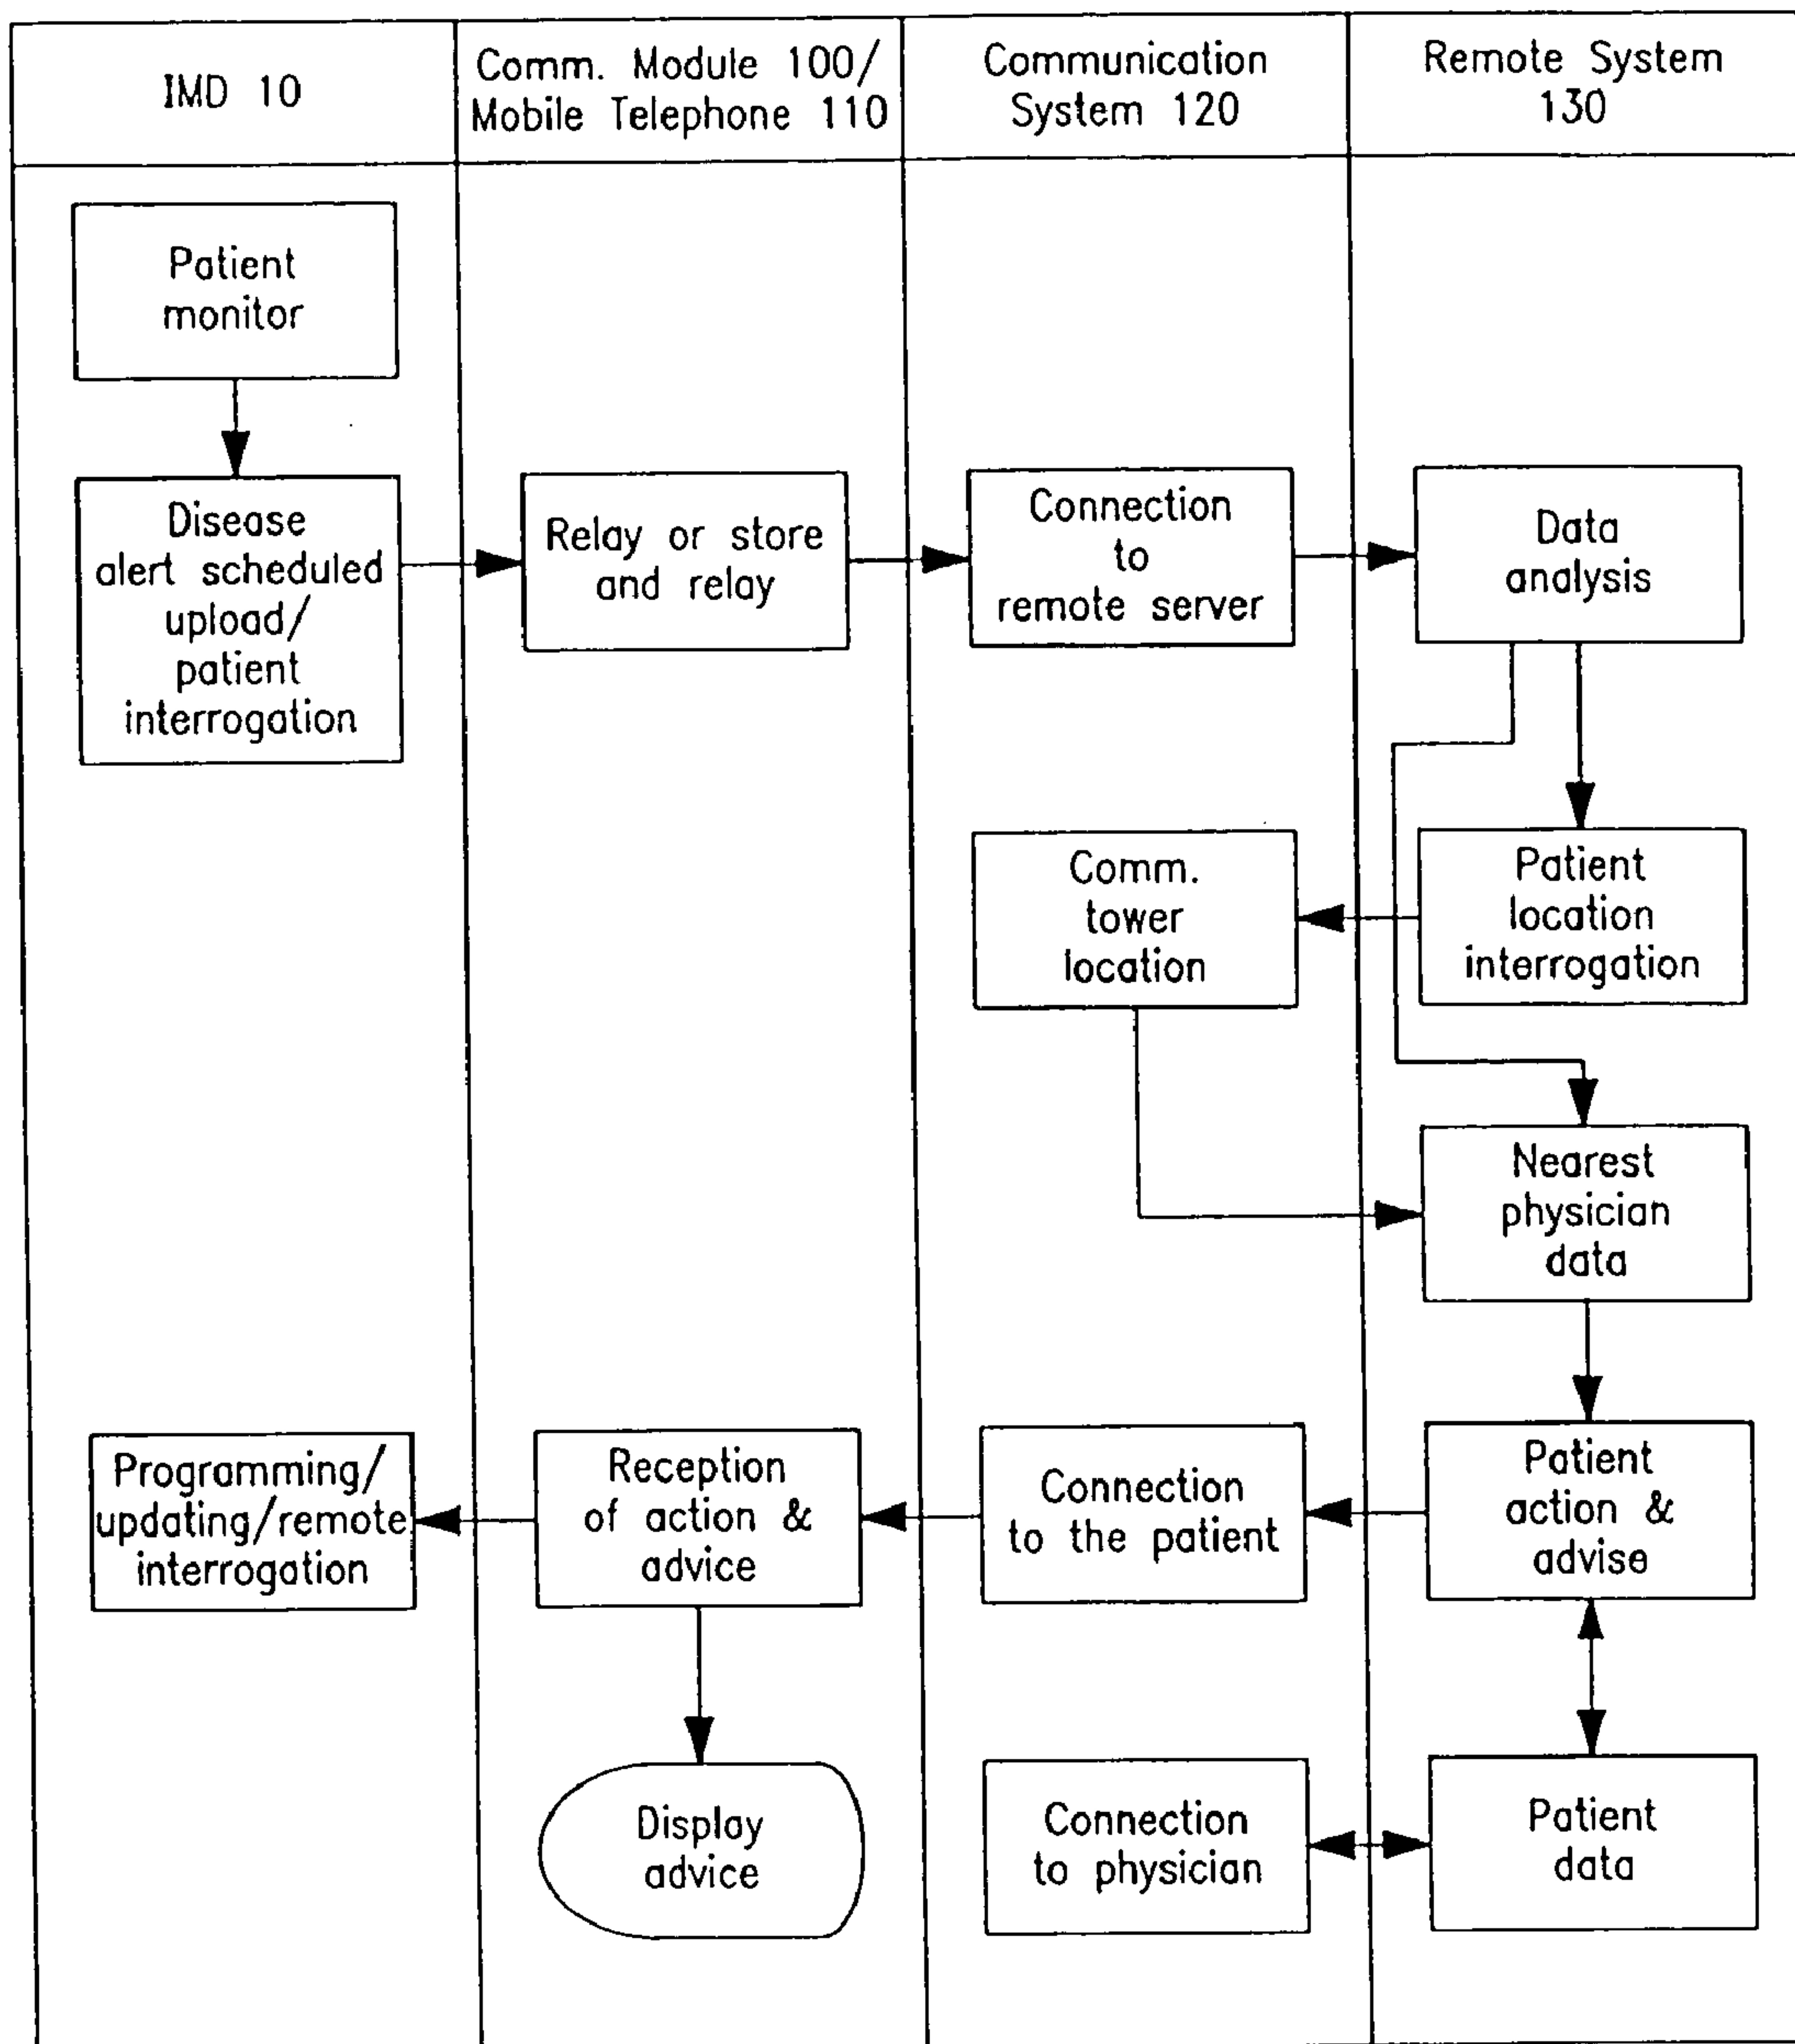 IMD 10
Comm. Module 100/
Mobile Telephone 110
Communication
System 120
Remote System
130
Patient
monitor
Disease
alert scheduled
upload/
patient
interrogation
Relay or store
and relay
Connection
to
remote server
Data
analysis
Comm.
tower
location
Patient
location
interrogation
Nearest
physician
data
Programming/
updating/remote
interrogation
Reception
of action &
advice
Connection
to the patient
Patient
action &
advise
Display
advice
Connection
to physician
Patient
data